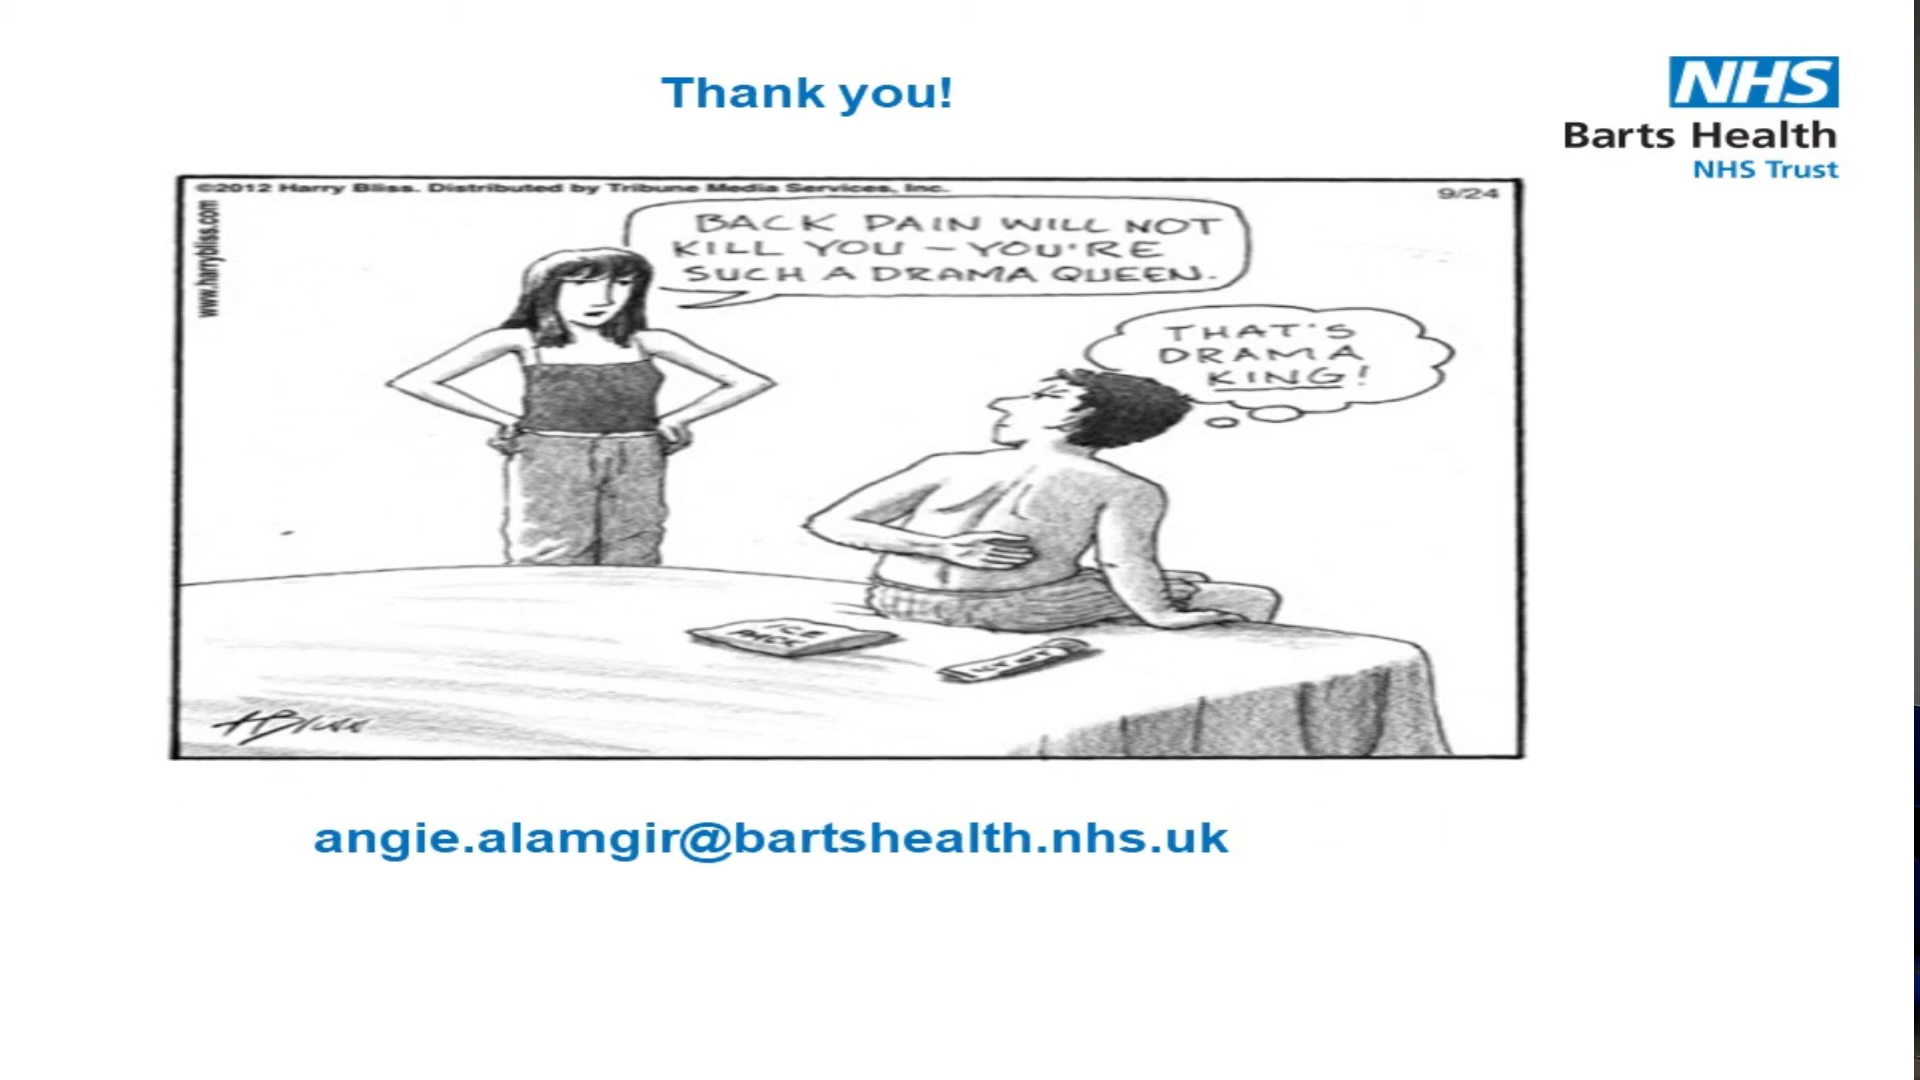 Thank you!
NHS
Barts Health
NHS Trust
©2012 Harry Bliss. Distributed by Tribune Media Services, Inc.
9/24
www.harrybliss.com
BACK PAIN WILL NOT
KILL YOU – YOU'RE
SUCH A DRAMA QUEEN.
THAT'S
DRAMA
KING!
ICE
PACK
HBliss
angie.alamgir@bartshealth.nhs.uk